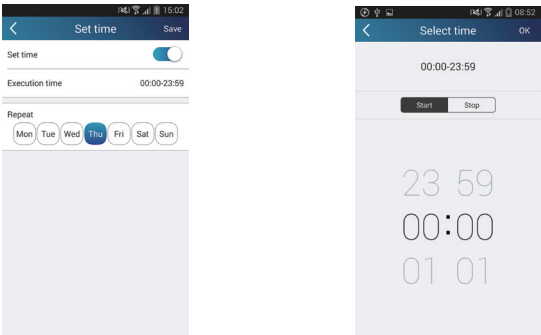 15:02
Set time
Save
Set time
Execution time 00:00-23:59
Repeat
Mon Tue Wed Thu Fri Sat Sun
08:52
Select time
OK
00:00-23:59
Start Stop
23 59
00:00
01 01